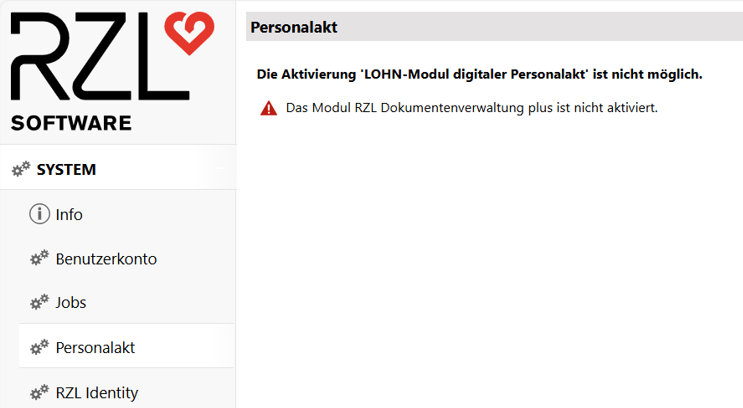 RZL
SOFTWARE
SYSTEM
Info
Benutzerkonto
Jobs
Personalakt
RZL Identity
Personalakt
Die Aktivierung 'LOHN-Modul digitaler Personalakt' ist nicht möglich.
Das Modul RZL Dokumentenverwaltung plus ist nicht aktiviert.